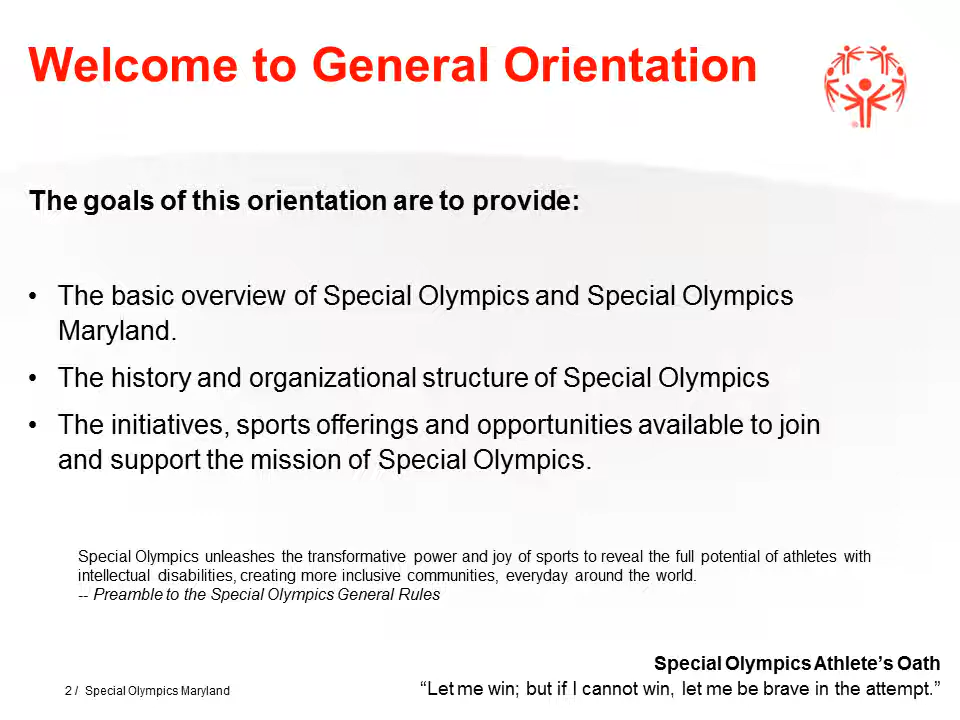 Welcome to General Orientation
The goals of this orientation are to provide:
• The basic overview of Special Olympics and Special Olympics
Maryland.
• The history and organizational structure of Special Olympics
• The initiatives, sports offerings and opportunities available to join
and support the mission of Special Olympics.
Special Olympics unleashes the transformative power and joy of sports to reveal the full potential of athletes with
intellectual disabilities, creating more inclusive communities, everyday around the world.
-- Preamble to the Special Olympics General Rules
Special Olympics Athlete’s Oath
2 / Special Olympics Maryland
“Let me win; but if I cannot win, let me be brave in the attempt.”